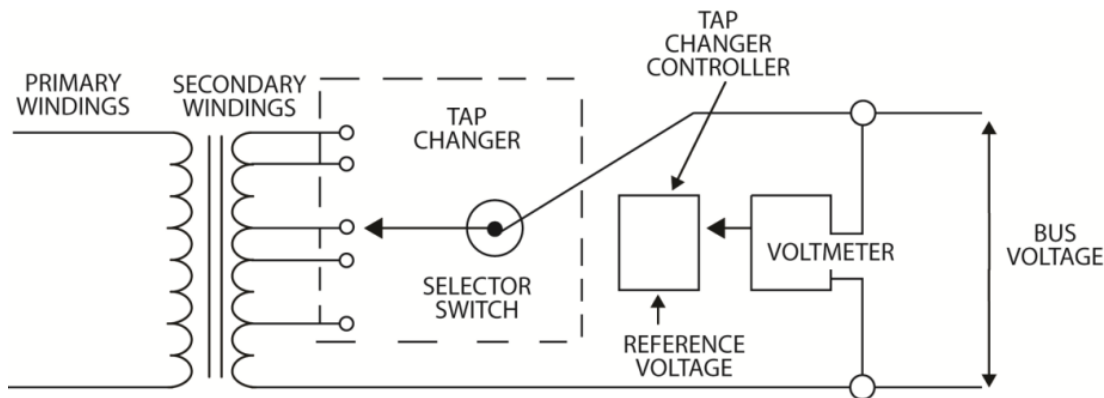 PRIMARY
WINDINGS
SECONDARY
WINDINGS
TAP
CHANGER
SELECTOR
SWITCH
TAP
CHANGER
CONTROLLER
REFERENCE
VOLTAGE
VOLTMETER
BUS
VOLTAGE